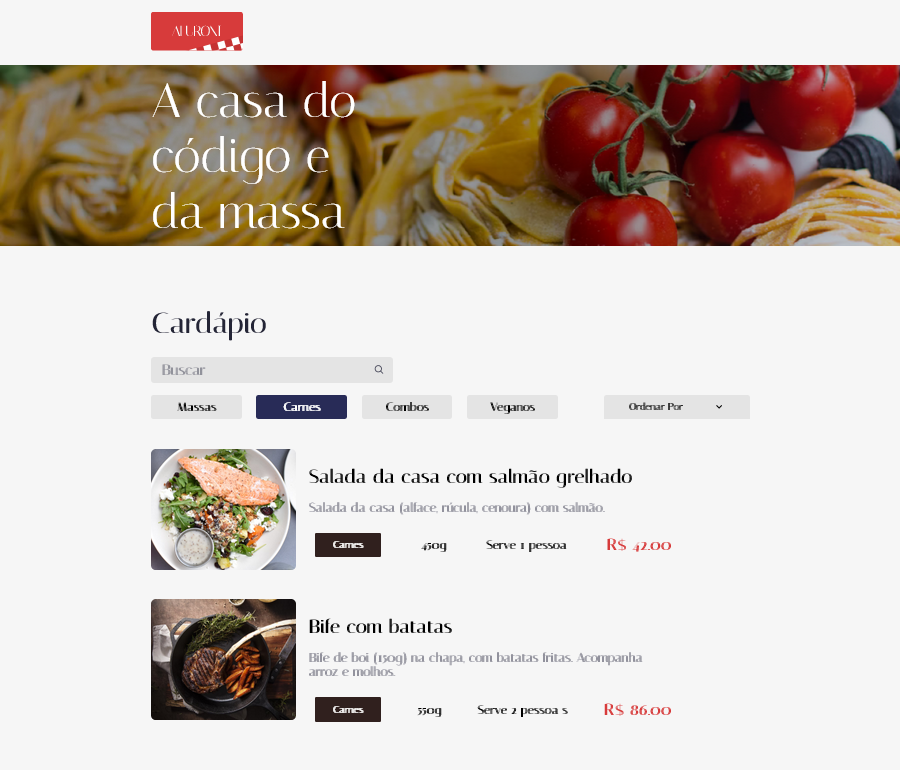 ALURONI
A casa do
código e
da massa
Cardápio
Buscar
Massas
Carnes
Combos
Veganos
Ordenar Por
Salada da casa com salmão grelhado
Salada da casa (alface, rúcula, cenoura) com salmão.
Carnes
450g
Serve 1 pessoa
R$ 42.00
Bife com batatas
Bife de boi (150g) na chapa, com batatas fritas. Acompanha
arroz e molhos.
Carnes
550g
Serve 2 pessoa s
R$ 86.00